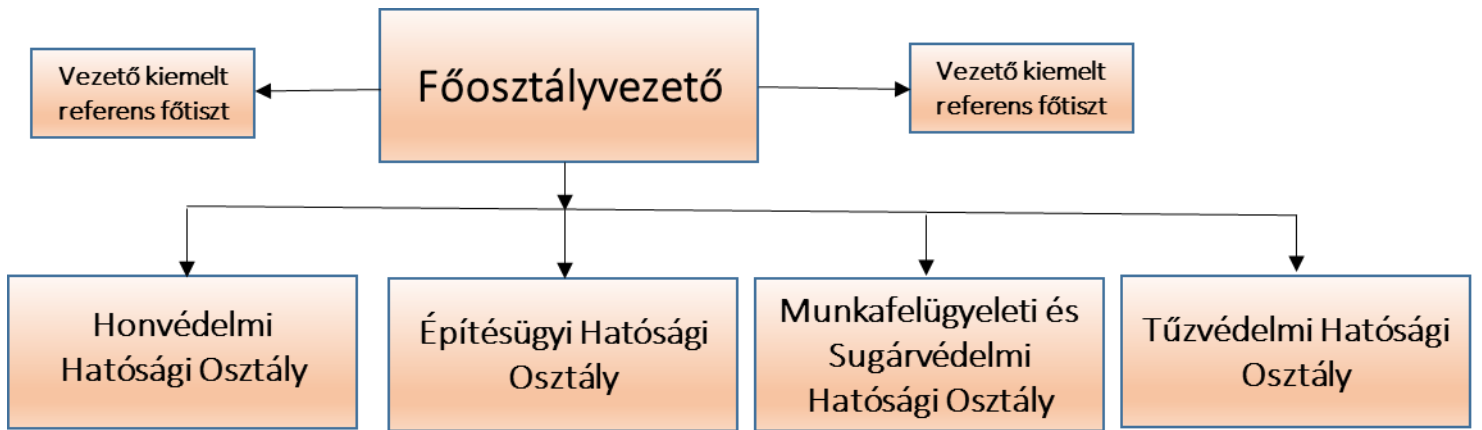 Vezető kiemelt
referens főtiszt
Főosztályvezető
Vezető kiemelt
referens főtiszt
Honvédelmi
Hatósági Osztály
Építésügyi Hatósági
Osztály
Munkafelügyeleti és
Sugárvédelmi
Hatósági Osztály
Tűzvédelmi Hatósági
Osztály